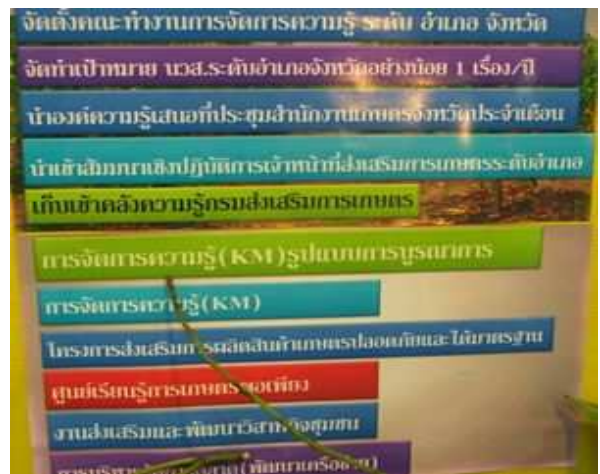 จัดตั้งคณะทำงานการจัดการความรู้ ระดับ อำเภอ จังหวัด
จัดทำเป้าหมาย นวส.ระดับอำเภอจังหวัดอย่างน้อย 1 เรื่อง/ปี
นำองค์ความรู้เสนอที่ประชุมสำนักงานเกษตรจังหวัดประจำเดือน
นำเข้าสัมมนาเชิงปฏิบัติการเจ้าหน้าที่ส่งเสริมการเกษตรระดับอำเภอ
เก็บเข้าคลังความรู้กรมส่งเสริมการเกษตร
การจัดการความรู้(KM)รูปแบบการบูรณาการ
การจัดการความรู้(KM)
โครงการส่งเสริมการผลิตสินค้าเกษตรปลอดภัยและได้มาตรฐาน
ศูนย์เรียนรู้การเกษตรพอเพียง
งานส่งเสริมและพัฒนาวิสาหกิจชุมชน
(พัฒนาเครือข่าย)